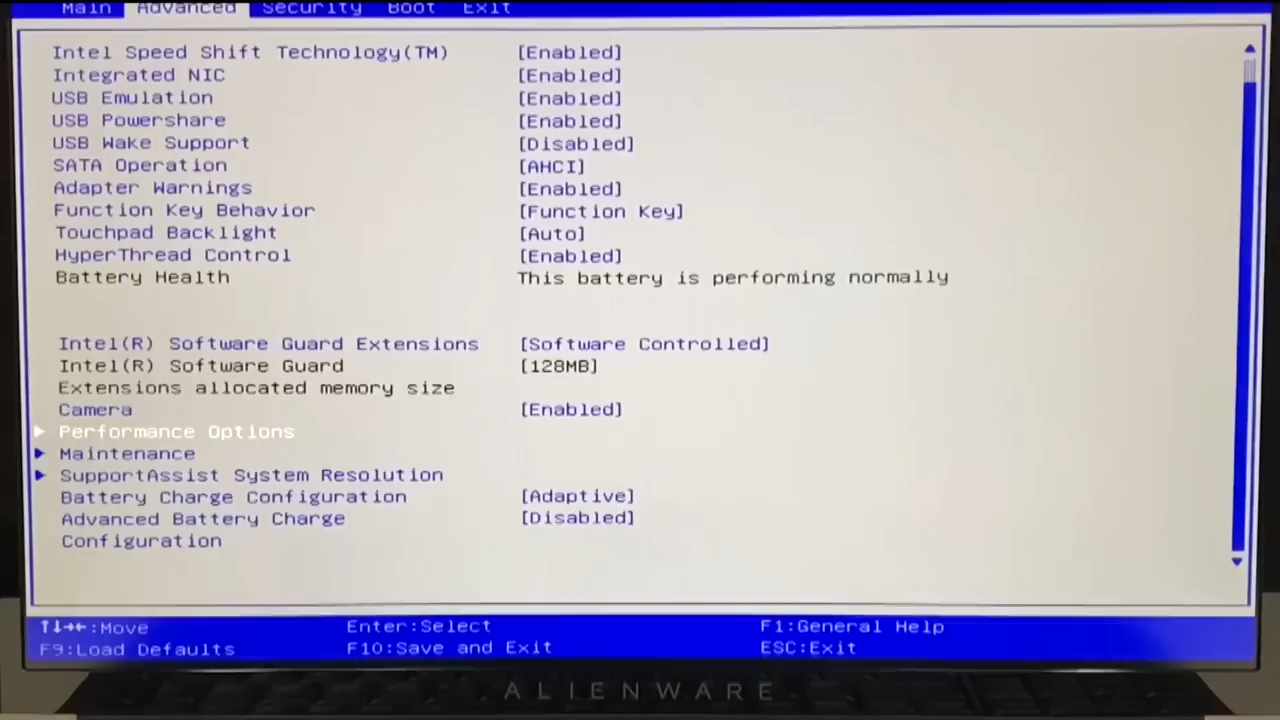 Main Advanced Security Boot Exit
Intel Speed Shift Technology(TM) [Enabled]
Integrated NIC [Enabled]
USB Emulation [Enabled]
USB Powershare [Enabled]
USB Wake Support [Disabled]
SATA Operation [AHCI]
Adapter Warnings [Enabled]
Function Key Behavior [Function Key]
Touchpad Backlight [Auto]
HyperThread Control [Enabled]
Battery Health This battery is performing normally
Intel(R) Software Guard Extensions [Software Controlled]
Intel(R) Software Guard [128MB]
Extensions allocated memory size
Camera [Enabled]
▶ Performance Options
▶ Maintenance
▶ SupportAssist System Resolution
Battery Charge Configuration [Adaptive]
Advanced Battery Charge [Disabled]
Configuration
↑↓→←:Move Enter:Select F1:General Help
F9:Load Defaults F10:Save and Exit ESC:Exit
ALIENWARE